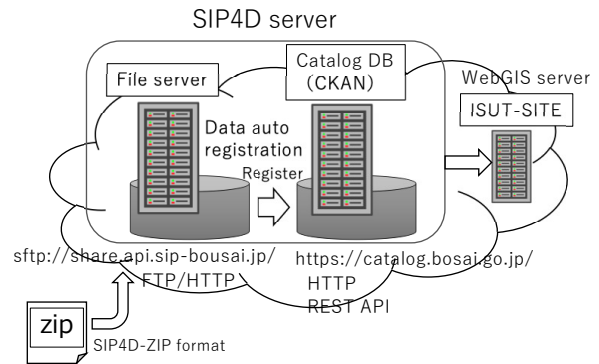 SIP4D server
File server
Catalog DB
(CKAN)
WebGIS server
ISUT-SITE
Data auto
registration
Register
sftp://share.api.sip-bousai.jp/
FTP/HTTP
https://catalog.bosai.go.jp/
HTTP
REST API
zip
SIP4D-ZIP format